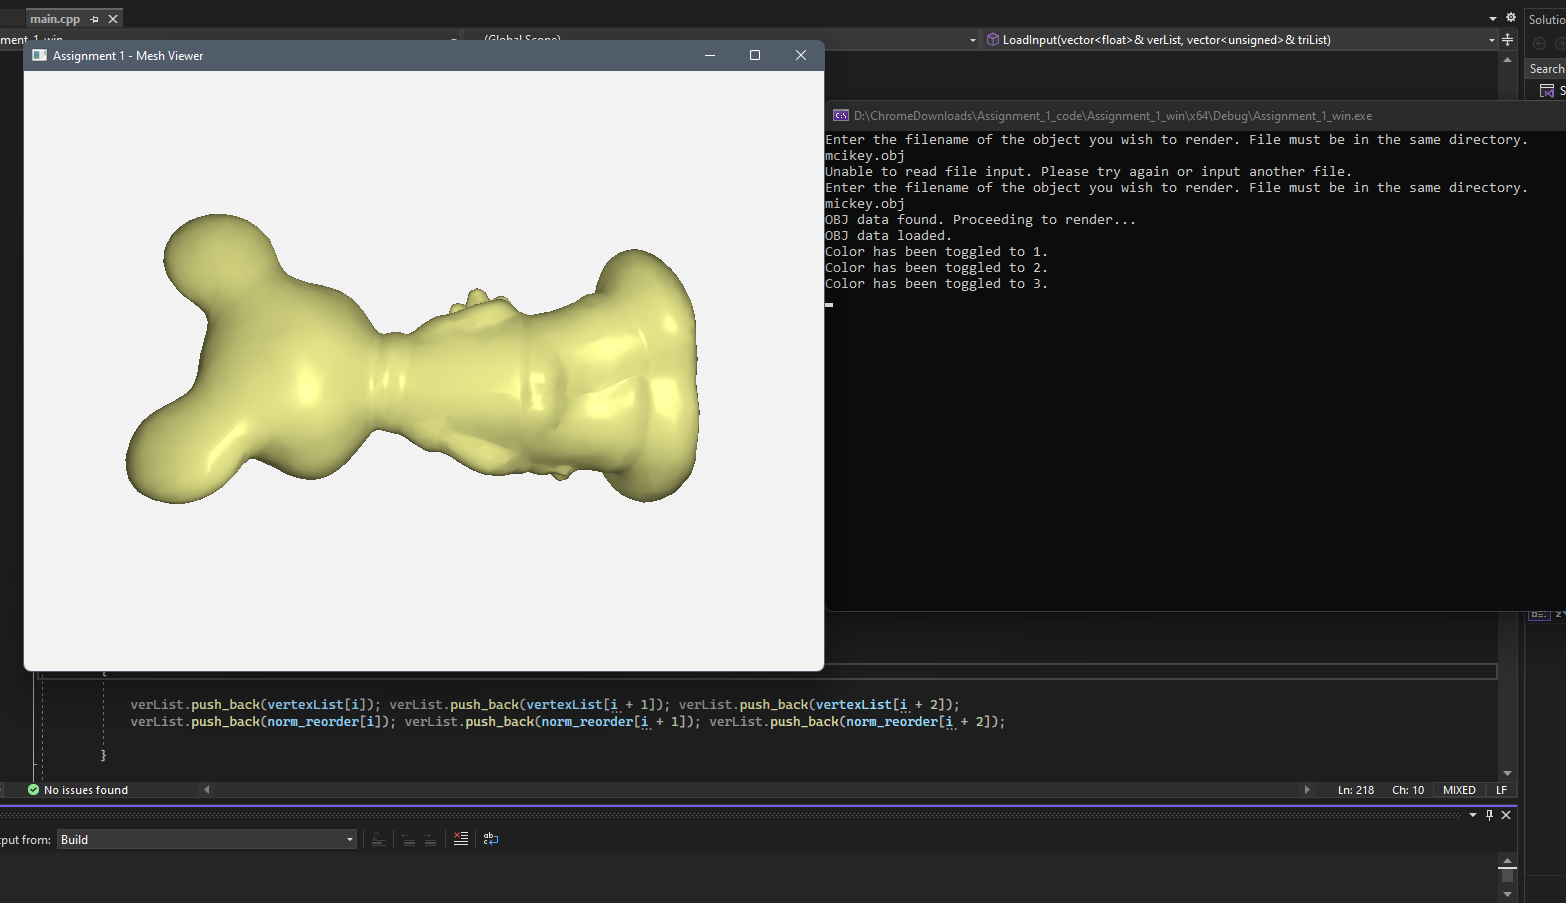 main.cpp
Solutio
ment_1_win
(Global Scope)
LoadInput(vector<float>& verList, vector<unsigned>& triList)
Assignment 1 - Mesh Viewer
Search
S
D:\ChromeDownloads\Assignment_1_code\Assignment_1_win\x64\Debug\Assignment_1_win.exe
Enter the filename of the object you wish to render. File must be in the same directory.
mcikey.obj
Unable to read file input. Please try again or input another file.
Enter the filename of the object you wish to render. File must be in the same directory.
mickey.obj
OBJ data found. Proceeding to render...
OBJ data loaded.
Color has been toggled to 1.
Color has been toggled to 2.
Color has been toggled to 3.
{
verList.push_back(vertexList[i]); verList.push_back(vertexList[i + 1]); verList.push_back(vertexList[i + 2]);
verList.push_back(norm_reorder[i]); verList.push_back(norm_reorder[i + 1]); verList.push_back(norm_reorder[i + 2]);
}
No issues found
Ln: 218 Ch: 10 MIXED LF
tput from: Build